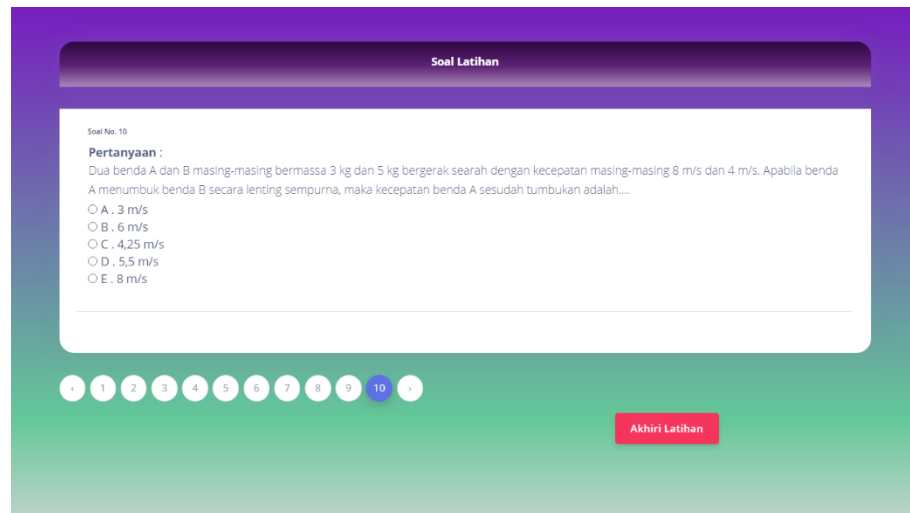 Soal Latihan
Soal No. 10
Pertanyaan :
Dua benda A dan B masing-masing bermassa 3 kg dan 5 kg bergerak searah dengan kecepatan masing-masing 8 m/s dan 4 m/s. Apabila benda
A menumbuk benda B secara lenting sempurna, maka kecepatan benda A sesudah tumbukan adalah....
A . 3 m/s
B . 6 m/s
C . 4,25 m/s
D . 5,5 m/s
E . 8 m/s
‹ 1 2 3 4 5 6 7 8 9 10 ›
Akhiri Latihan